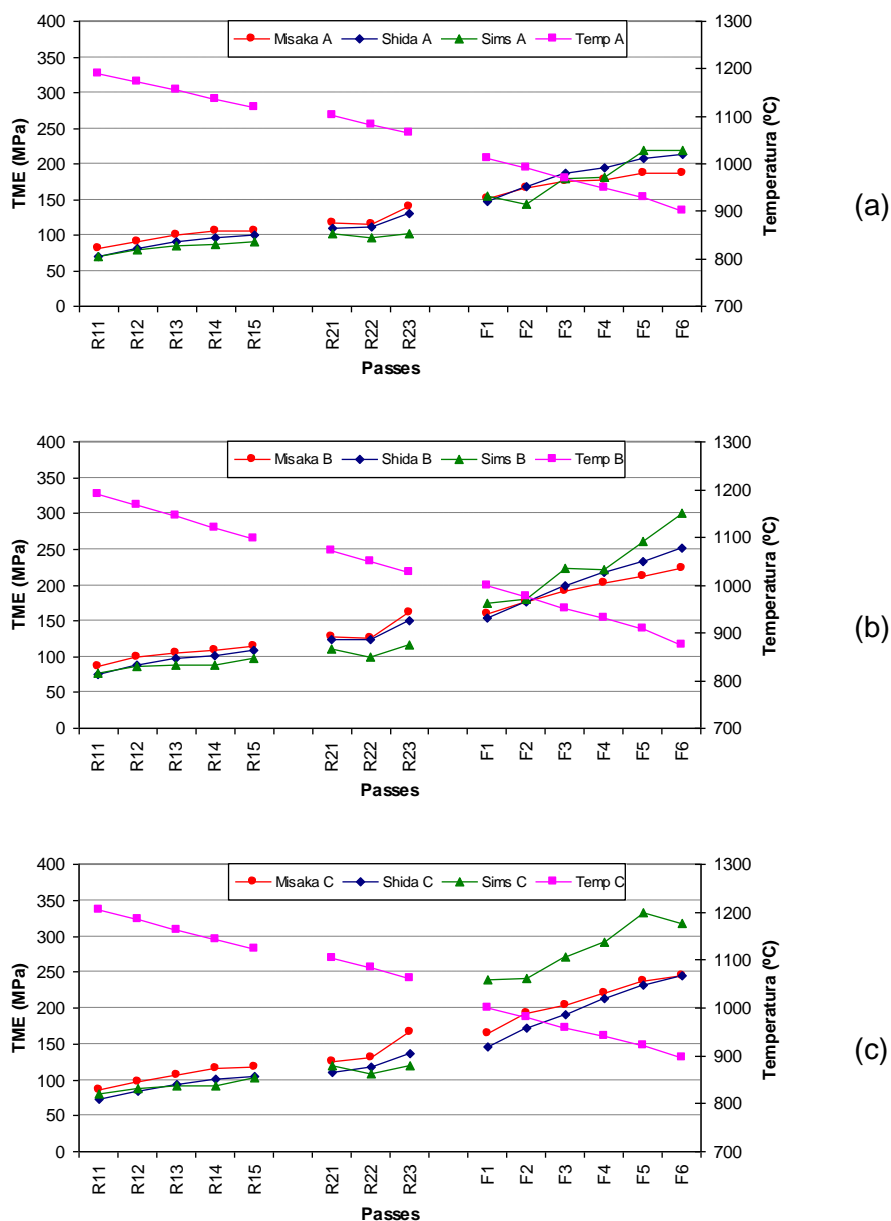 Misaka A Shida A Sims A Temp A
400 350 300 250 200 150 100 50 0
TME (MPa)
1300 1200 1100 1000 900 800 700
Temperatura (ºC)
R11 R12 R13 R14 R15 R21 R22 R23 F1 F2 F3 F4 F5 F6
Passes
(a)
Misaka B Shida B Sims B Temp B
400 350 300 250 200 150 100 50 0
TME (MPa)
1300 1200 1100 1000 900 800 700
Temperatura (ºC)
R11 R12 R13 R14 R15 R21 R22 R23 F1 F2 F3 F4 F5 F6
Passes
(b)
Misaka C Shida C Sims C Temp C
400 350 300 250 200 150 100 50 0
TME (MPa)
1300 1200 1100 1000 900 800 700
Temperatura (ºC)
R11 R12 R13 R14 R15 R21 R22 R23 F1 F2 F3 F4 F5 F6
Passes
(c)